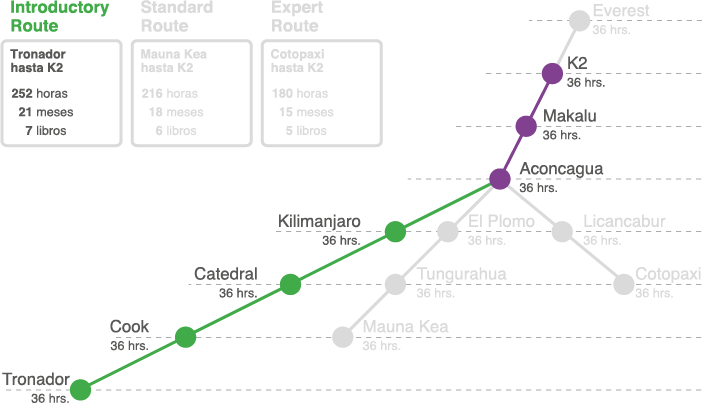 Introductory
Route
Standard
Route
Expert
Route
Tronador
hasta K2
252 horas
21 meses
7 libros
Mauna Kea
hasta K2
216 horas
18 meses
6 libros
Cotopaxi
hasta K2
180 horas
15 meses
5 libros
Everest
36 hrs.
K2
36 hrs.
Makalu
36 hrs.
Aconcagua
36 hrs.
Kilimanjaro
36 hrs.
El Plomo
36 hrs.
Licancabur
36 hrs.
Catedral
36 hrs.
Tungurahua
36 hrs.
Cotopaxi
36 hrs.
Cook
36 hrs.
Mauna Kea
36 hrs.
Tronador
36 hrs.